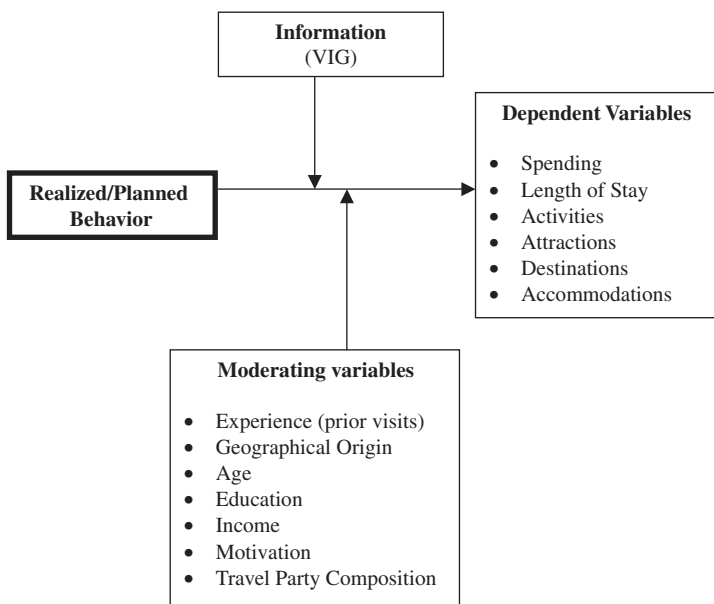 Information
(VIG)
Dependent Variables
• Spending
• Length of Stay
• Activities
• Attractions
• Destinations
• Accommodations
Realized/Planned
Behavior
Moderating variables
• Experience (prior visits)
• Geographical Origin
• Age
• Education
• Income
• Motivation
• Travel Party Composition